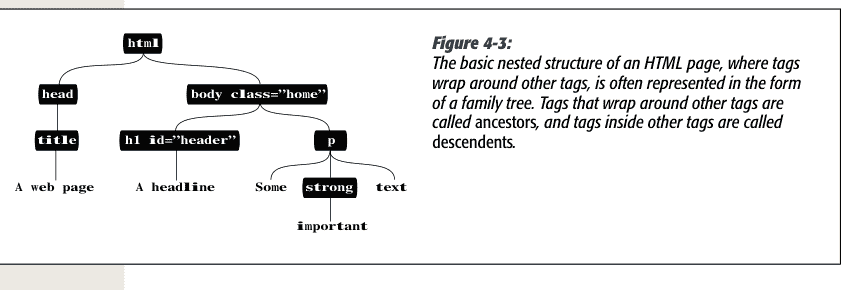 html
head
body class="home"
title
h1 id="header"
p
A web page
A headline
Some
strong
text
important
Figure 4-3:
The basic nested structure of an HTML page, where tags
wrap around other tags, is often represented in the form
of a family tree. Tags that wrap around other tags are
called ancestors, and tags inside other tags are called
descendents.